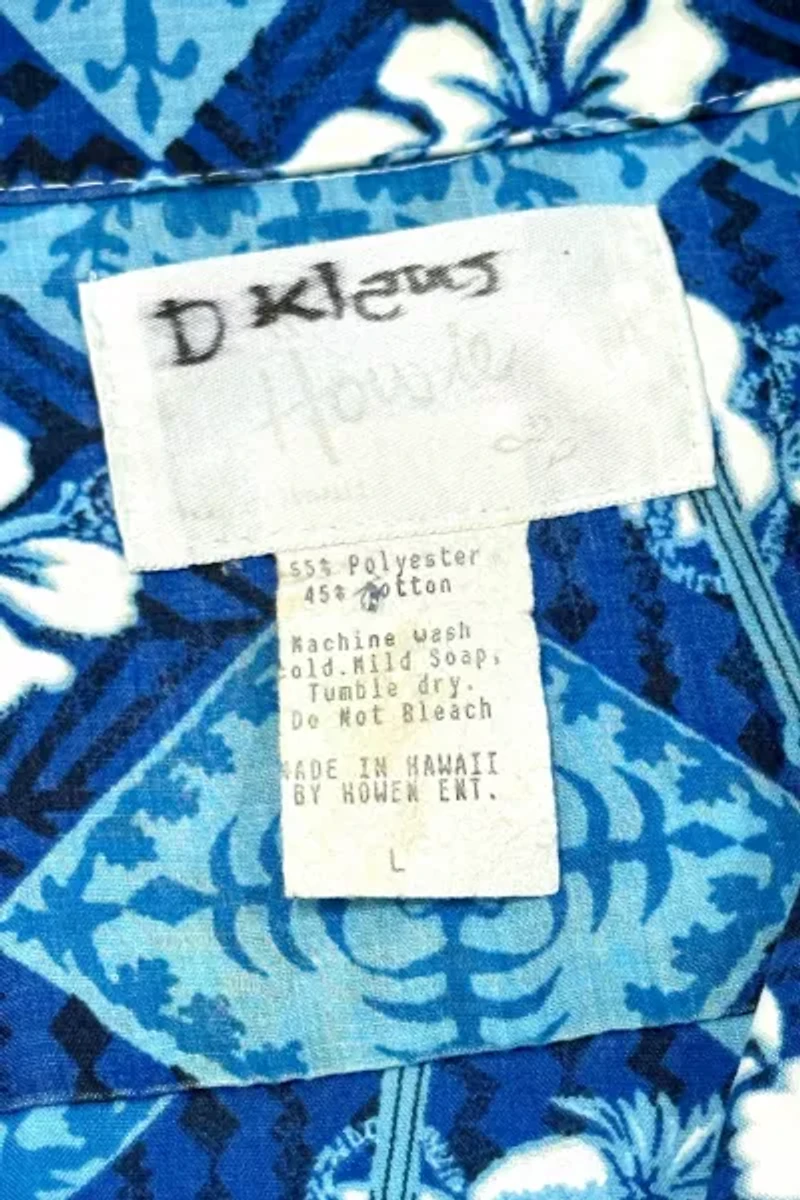 D Klaus
Howie
55% Polyester
45% Cotton
Machine wash
cold.Mild Soap,
Tumble dry.
Do Not Bleach
MADE IN HAWAII
BY HOWEN ENT.
L